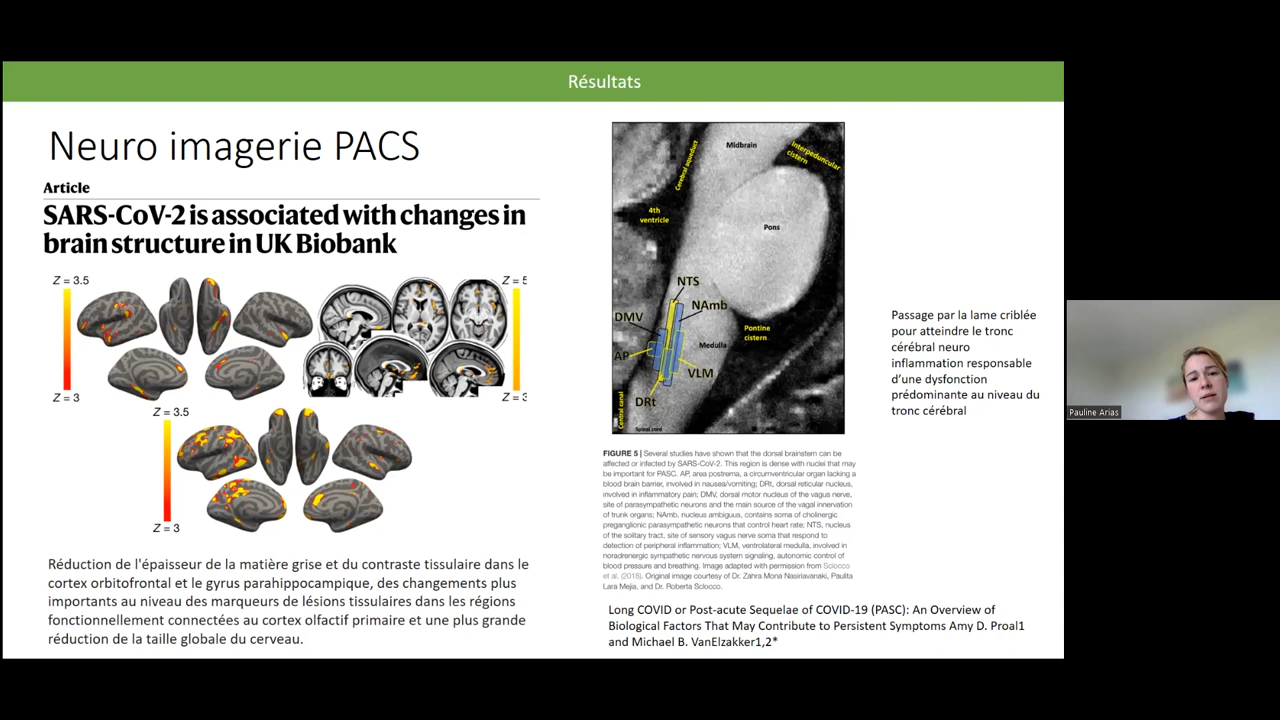 Résultats
Neuro imagerie PACS
Article
SARS-CoV-2 is associated with changes in
brain structure in UK Biobank
Z = 3.5
Z = 3
Z = 5
Z = 3
Z = 3.5
Z = 3
Réduction de l'épaisseur de la matière grise et du contraste tissulaire dans le
cortex orbitofrontal et le gyrus parahippocampique, des changements plus
importants au niveau des marqueurs de lésions tissulaires dans les régions
fonctionnellement connectées au cortex olfactif primaire et une plus grande
réduction de la taille globale du cerveau.
Midbrain
Cerebral aqueduct
Interpeduncular
cistern
4th
ventricle
Pons
NTS
NAmb
DMV
Pontine
cistern
Medulla
AP
VLM
DRt
Central canal
Spinal cord
FIGURE 5 | Several studies have shown that the dorsal brainstem can be
affected or infected by SARS-CoV-2. This region is dense with nuclei that may
be important for PASC. AP, area postrema, a circumventricular organ lacking a
blood brain barrier, involved in nausea/vomiting; DRt, dorsal reticular nucleus,
involved in inflammatory pain; DMV, dorsal motor nucleus of the vagus nerve,
site of parasympathetic neurons and the main source of the vagal innervation
of trunk organs; NAmb, nucleus ambiguus, contains soma of cholinergic
preganglionic parasympathetic neurons that control heart rate; NTS, nucleus
of the solitary tract, site of sensory vagus nerve soma that respond to
detection of peripheral inflammation; VLM, ventrolateral medulla, involved in
noradrenergic sympathetic nervous system signaling, autonomic control of
blood pressure and breathing. Image adapted with permission from Sclocco
et al. (2018). Original image courtesy of Dr. Zahra Mona Nasiriavanaki, Paulita
Lara Mejia, and Dr. Roberta Sclocco.
Long COVID or Post-acute Sequelae of COVID-19 (PASC): An Overview of
Biological Factors That May Contribute to Persistent Symptoms Amy D. Proal1
and Michael B. VanElzakker1,2*
Passage par la lame criblée
pour atteindre le tronc
cérébral neuro
inflammation responsable
d'une dysfonction
prédominante au niveau du
tronc cérébral
Pauline Arias